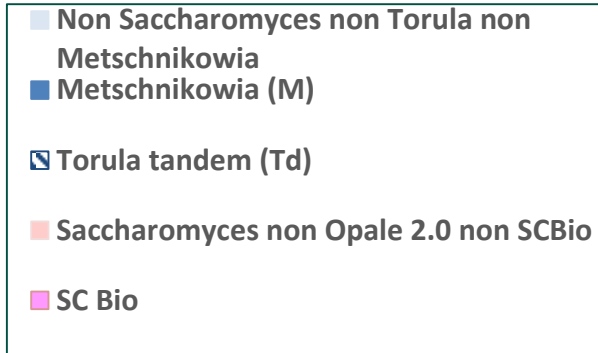 Non Saccharomyces non Torula non
Metschnikowia
Metschnikowia (M)
Torula tandem (Td)
Saccharomyces non Opale 2.0 non SCBio
SC Bio